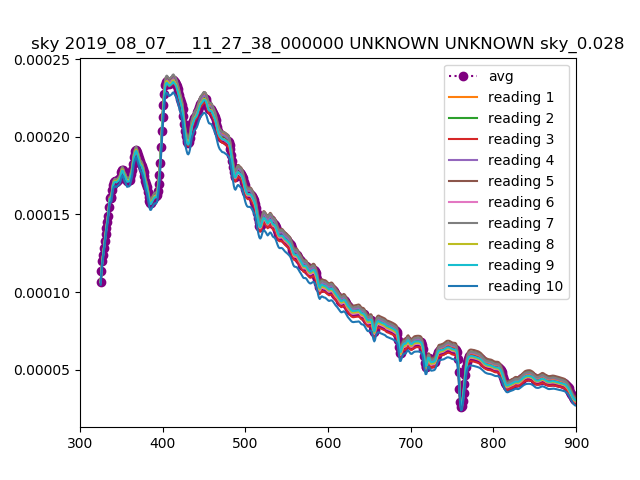 sky 2019_08_07___11_27_38_000000 UNKNOWN UNKNOWN sky_0.028
0.00025
0.00020
0.00015
0.00010
0.00005
300 400 500 600 700 800 900
avg
reading 1
reading 2
reading 3
reading 4
reading 5
reading 6
reading 7
reading 8
reading 9
reading 10